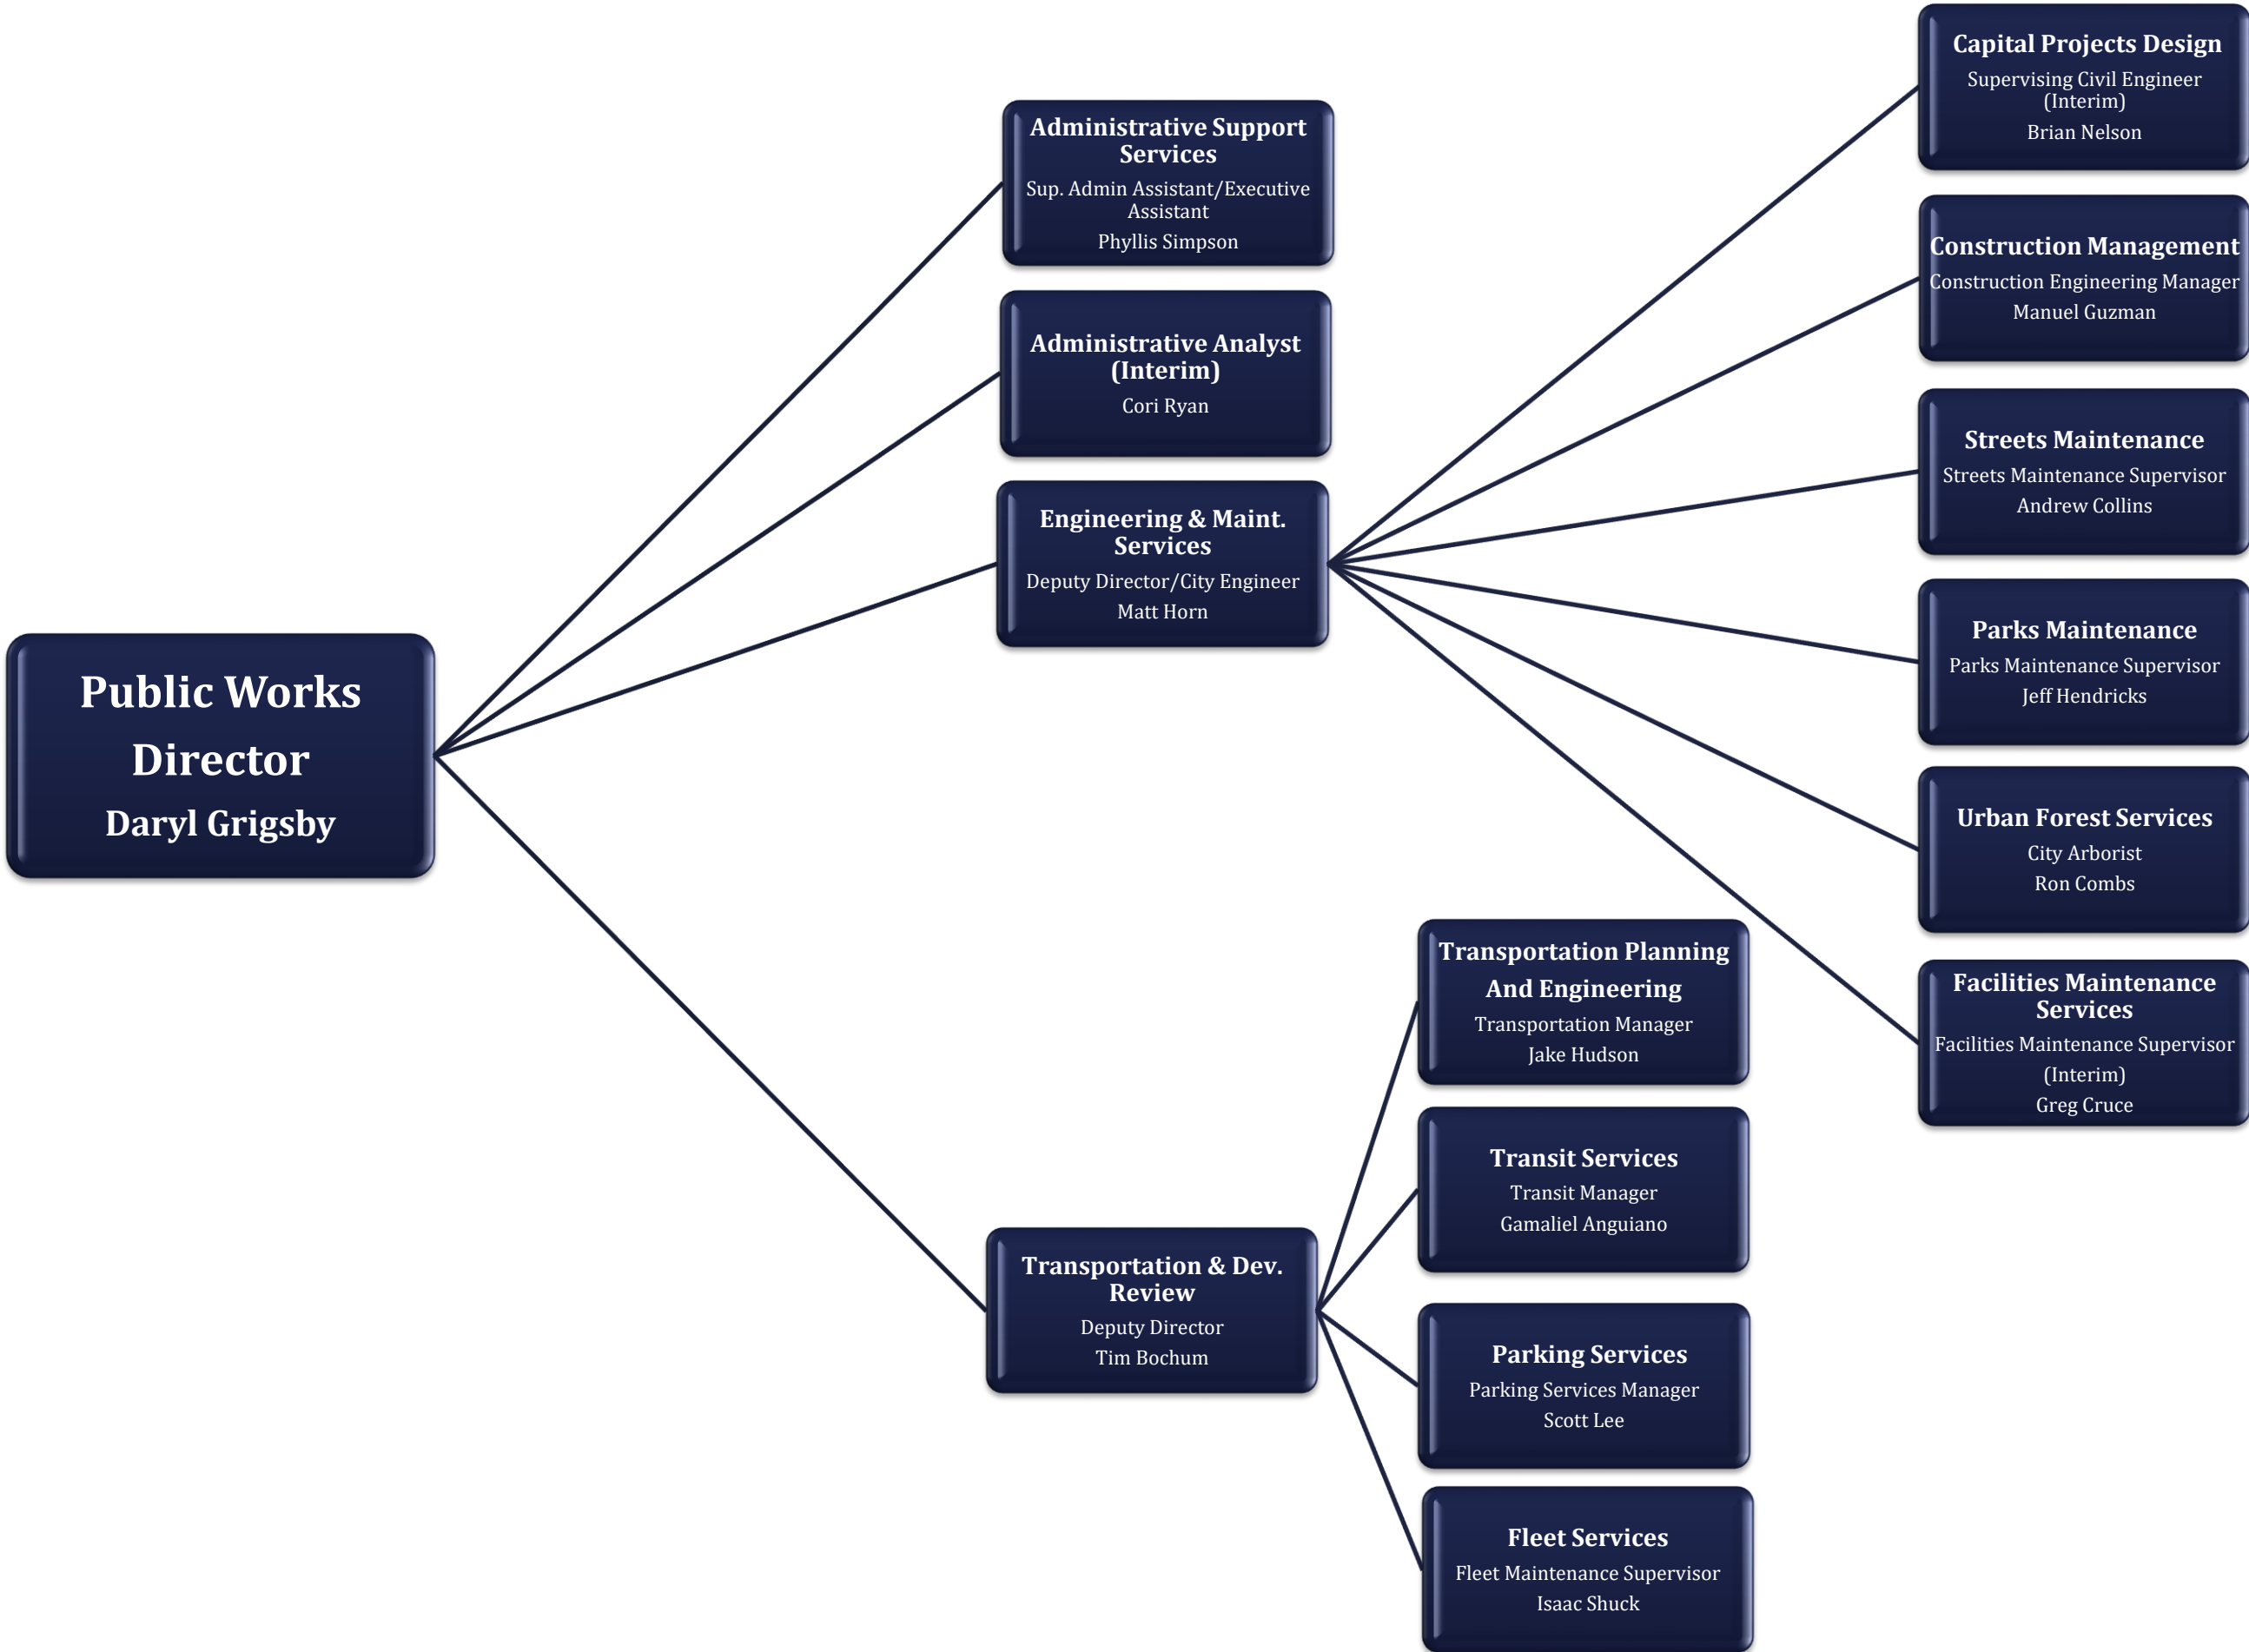 Public Works
Director
Daryl Grigsby
Administrative Support
Services
Sup. Admin Assistant/Executive
Assistant
Phyllis Simpson
Administrative Analyst
(Interim)
Cori Ryan
Engineering & Maint.
Services
Deputy Director/City Engineer
Matt Horn
Capital Projects Design
Supervising Civil Engineer
(Interim)
Brian Nelson
Construction Management
Construction Engineering Manager
Manuel Guzman
Streets Maintenance
Streets Maintenance Supervisor
Andrew Collins
Parks Maintenance
Parks Maintenance Supervisor
Jeff Hendricks
Urban Forest Services
City Arborist
Ron Combs
Facilities Maintenance
Services
Facilities Maintenance Supervisor
(Interim)
Greg Cruce
Transportation & Dev.
Review
Deputy Director
Tim Bochum
Transportation Planning
And Engineering
Transportation Manager
Jake Hudson
Transit Services
Transit Manager
Gamaliel Anguiano
Parking Services
Parking Services Manager
Scott Lee
Fleet Services
Fleet Maintenance Supervisor
Isaac Shuck